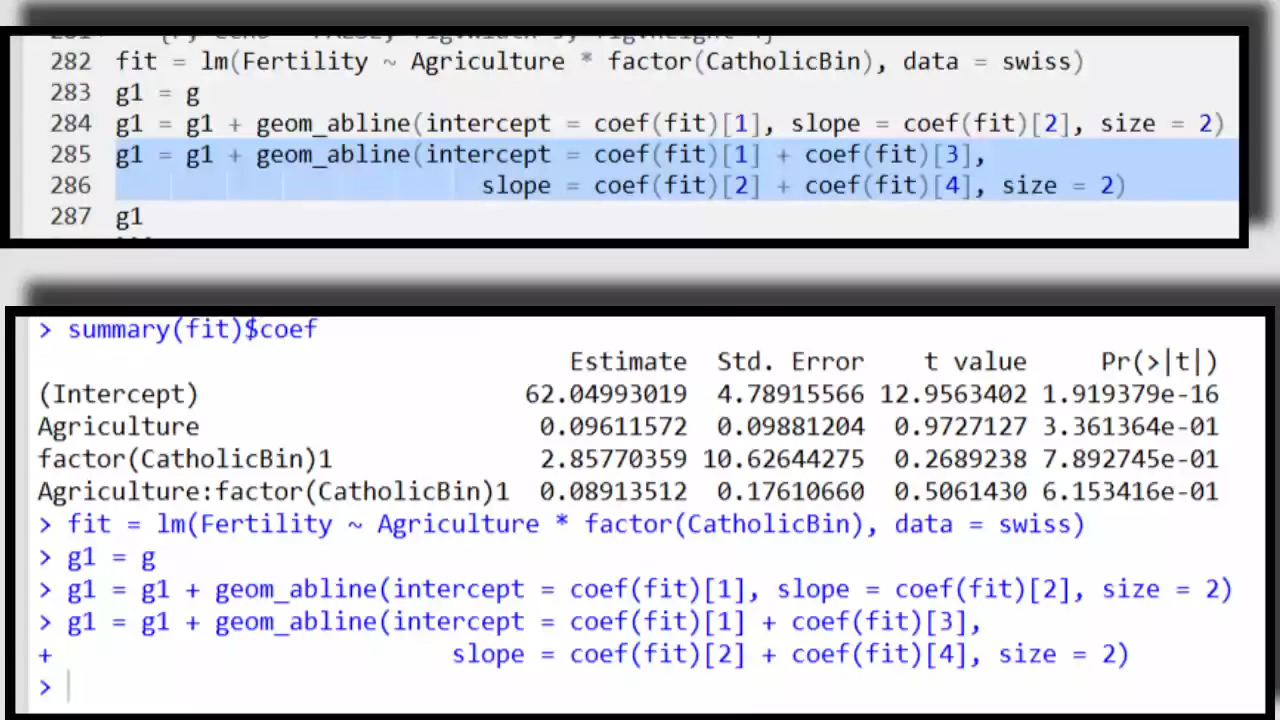 282 fit = lm(Fertility ~ Agriculture * factor(CatholicBin), data = swiss)
283 g1 = g
284 g1 = g1 + geom_abline(intercept = coef(fit)[1], slope = coef(fit)[2], size = 2)
285 g1 = g1 + geom_abline(intercept = coef(fit)[1] + coef(fit)[3],
286 slope = coef(fit)[2] + coef(fit)[4], size = 2)
287 g1
> summary(fit)$coef
Estimate Std. Error t value Pr(>|t|)
(Intercept) 62.04993019 4.78915566 12.9563402 1.919379e-16
Agriculture 0.09611572 0.09881204 0.9727127 3.361364e-01
factor(CatholicBin)1 2.85770359 10.62644275 0.2689238 7.892745e-01
Agriculture:factor(CatholicBin)1 0.08913512 0.17610660 0.5061430 6.153416e-01
> fit = lm(Fertility ~ Agriculture * factor(CatholicBin), data = swiss)
> g1 = g
> g1 = g1 + geom_abline(intercept = coef(fit)[1], slope = coef(fit)[2], size = 2)
> g1 = g1 + geom_abline(intercept = coef(fit)[1] + coef(fit)[3],
+ slope = coef(fit)[2] + coef(fit)[4], size = 2)
>